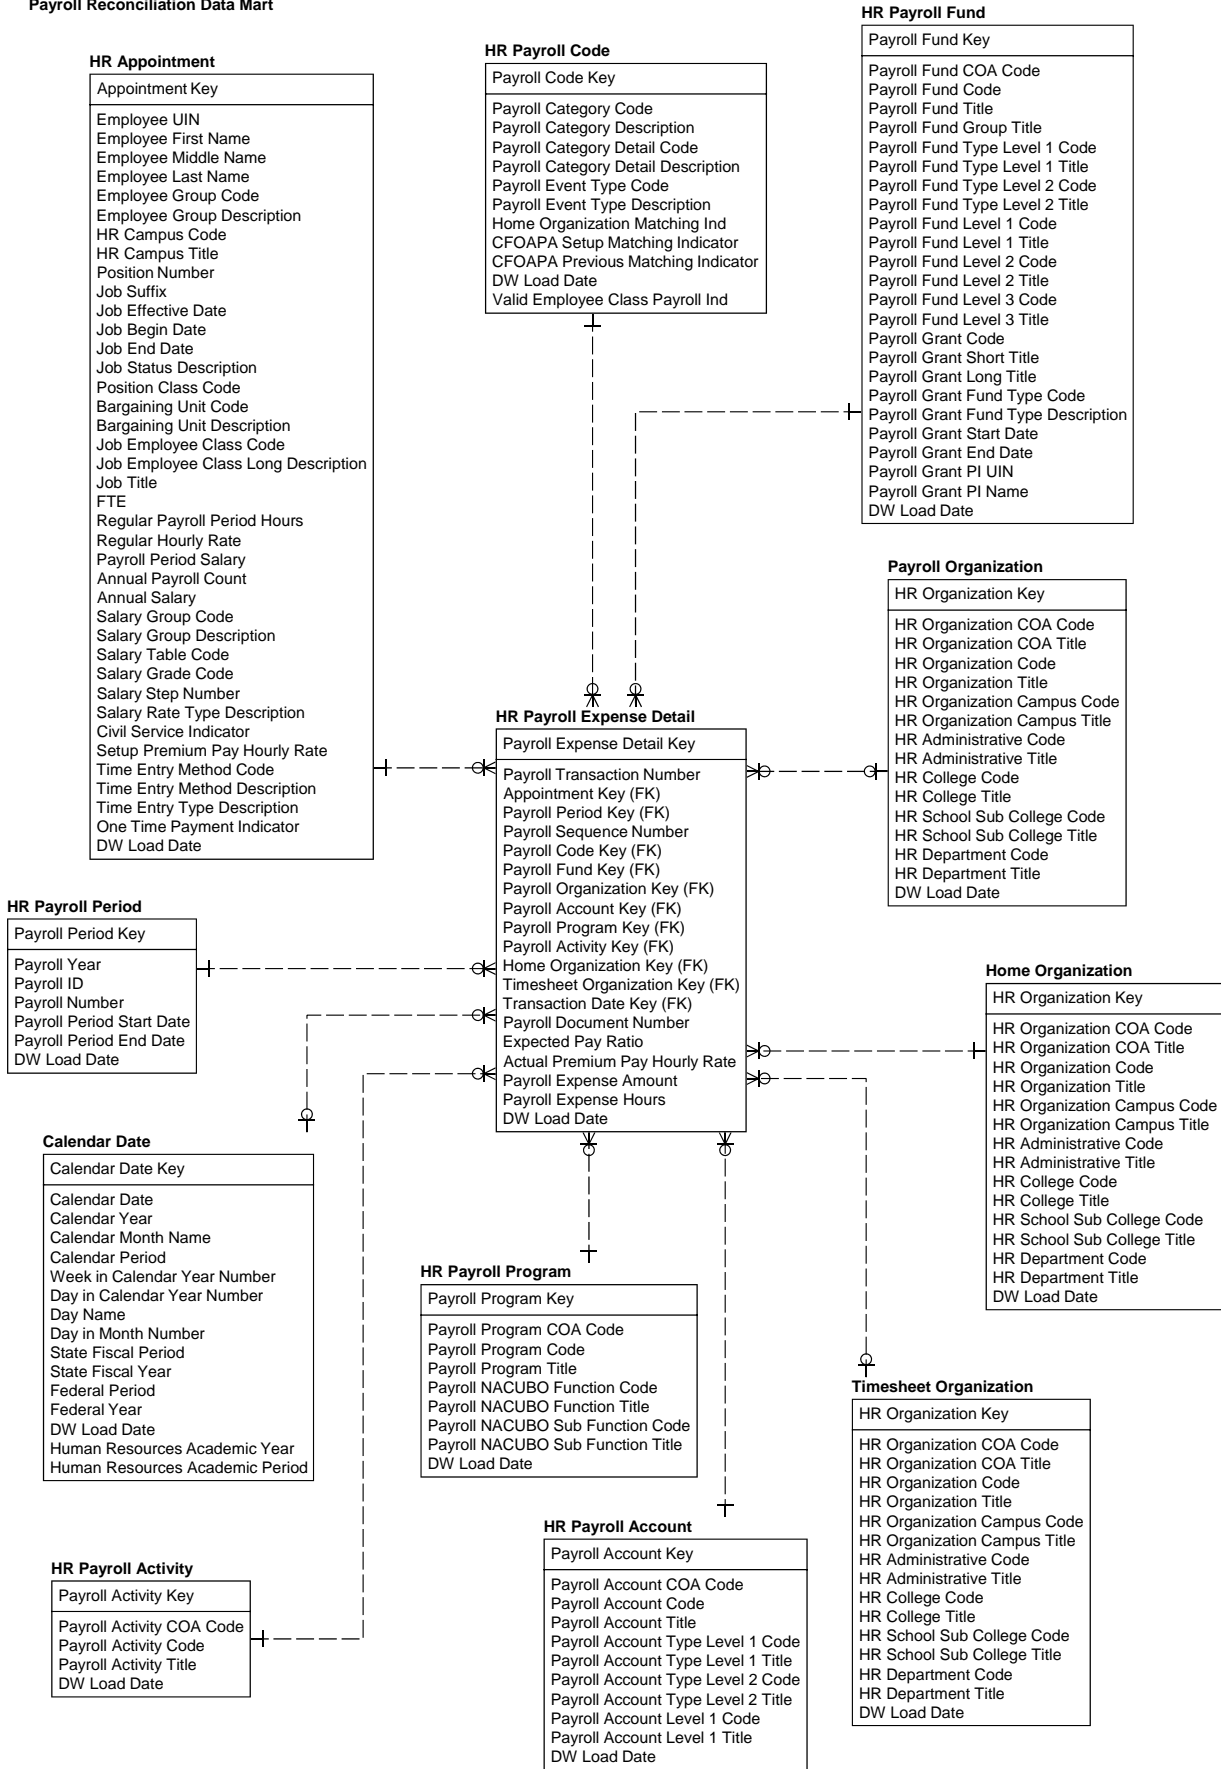 Payroll Reconciliation Data Mart
HR Appointment
Appointment Key
Employee UIN
Employee First Name
Employee Middle Name
Employee Last Name
Employee Group Code
Employee Group Description
HR Campus Code
HR Campus Title
Position Number
Job Suffix
Job Effective Date
Job Begin Date
Job End Date
Job Status Description
Position Class Code
Bargaining Unit Code
Bargaining Unit Description
Job Employee Class Code
Job Employee Class Long Description
Job Title
FTE
Regular Payroll Period Hours
Regular Hourly Rate
Payroll Period Salary
Annual Payroll Count
Annual Salary
Salary Group Code
Salary Group Description
Salary Table Code
Salary Grade Code
Salary Step Number
Salary Rate Type Description
Civil Service Indicator
Setup Premium Pay Hourly Rate
Time Entry Method Code
Time Entry Method Description
Time Entry Type Description
One Time Payment Indicator
DW Load Date
HR Payroll Code
Payroll Code Key
Payroll Category Code
Payroll Category Description
Payroll Category Detail Code
Payroll Category Detail Description
Payroll Event Type Code
Payroll Event Type Description
Home Organization Matching Ind
CFOAPA Setup Matching Indicator
CFOAPA Previous Matching Indicator
DW Load Date
Valid Employee Class Payroll Ind
HR Payroll Fund
Payroll Fund Key
Payroll Fund COA Code
Payroll Fund Code
Payroll Fund Title
Payroll Fund Group Title
Payroll Fund Type Level 1 Code
Payroll Fund Type Level 1 Title
Payroll Fund Type Level 2 Code
Payroll Fund Type Level 2 Title
Payroll Fund Level 1 Code
Payroll Fund Level 1 Title
Payroll Fund Level 2 Code
Payroll Fund Level 2 Title
Payroll Fund Level 3 Code
Payroll Fund Level 3 Title
Payroll Grant Code
Payroll Grant Short Title
Payroll Grant Long Title
Payroll Grant Fund Type Code
Payroll Grant Fund Type Description
Payroll Grant Start Date
Payroll Grant End Date
Payroll Grant PI UIN
Payroll Grant PI Name
DW Load Date
Payroll Organization
HR Organization Key
HR Organization COA Code
HR Organization COA Title
HR Organization Code
HR Organization Title
HR Organization Campus Code
HR Organization Campus Title
HR Administrative Code
HR Administrative Title
HR College Code
HR College Title
HR School Sub College Code
HR School Sub College Title
HR Department Code
HR Department Title
DW Load Date
HR Payroll Expense Detail
Payroll Expense Detail Key
Payroll Transaction Number
Appointment Key (FK)
Payroll Period Key (FK)
Payroll Sequence Number
Payroll Code Key (FK)
Payroll Fund Key (FK)
Payroll Organization Key (FK)
Payroll Account Key (FK)
Payroll Program Key (FK)
Payroll Activity Key (FK)
Home Organization Key (FK)
Timesheet Organization Key (FK)
Transaction Date Key (FK)
Payroll Document Number
Expected Pay Ratio
Actual Premium Pay Hourly Rate
Payroll Expense Amount
Payroll Expense Hours
DW Load Date
HR Payroll Period
Payroll Period Key
Payroll Year
Payroll ID
Payroll Number
Payroll Period Start Date
Payroll Period End Date
DW Load Date
Home Organization
HR Organization Key
HR Organization COA Code
HR Organization COA Title
HR Organization Code
HR Organization Title
HR Organization Campus Code
HR Organization Campus Title
HR Administrative Code
HR Administrative Title
HR College Code
HR College Title
HR School Sub College Code
HR School Sub College Title
HR Department Code
HR Department Title
DW Load Date
Calendar Date
Calendar Date Key
Calendar Date
Calendar Year
Calendar Month Name
Calendar Period
Week in Calendar Year Number
Day in Calendar Year Number
Day Name
Day in Month Number
State Fiscal Period
State Fiscal Year
Federal Period
Federal Year
DW Load Date
Human Resources Academic Year
Human Resources Academic Period
HR Payroll Program
Payroll Program Key
Payroll Program COA Code
Payroll Program Code
Payroll Program Title
Payroll NACUBO Function Code
Payroll NACUBO Function Title
Payroll NACUBO Sub Function Code
Payroll NACUBO Sub Function Title
DW Load Date
Timesheet Organization
HR Organization Key
HR Organization COA Code
HR Organization COA Title
HR Organization Code
HR Organization Title
HR Organization Campus Code
HR Organization Campus Title
HR Administrative Code
HR Administrative Title
HR College Code
HR College Title
HR School Sub College Code
HR School Sub College Title
HR Department Code
HR Department Title
DW Load Date
HR Payroll Activity
Payroll Activity Key
Payroll Activity COA Code
Payroll Activity Code
Payroll Activity Title
DW Load Date
HR Payroll Account
Payroll Account Key
Payroll Account COA Code
Payroll Account Code
Payroll Account Title
Payroll Account Type Level 1 Code
Payroll Account Type Level 1 Title
Payroll Account Type Level 2 Code
Payroll Account Type Level 2 Title
Payroll Account Level 1 Code
Payroll Account Level 1 Title
DW Load Date